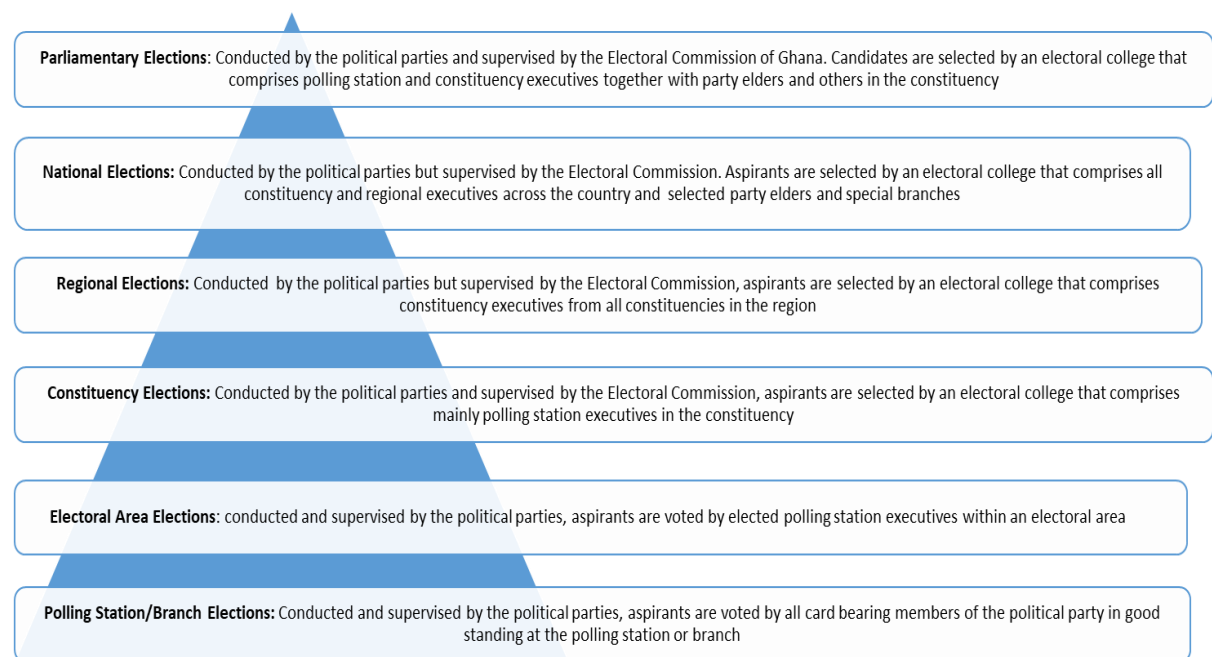 Parliamentary Elections: Conducted by the political parties and supervised by the Electoral Commission of Ghana. Candidates are selected by an electoral college that
comprises polling station and constituency executives together with party elders and others in the constituency
National Elections: Conducted by the political parties but supervised by the Electoral Commission. Aspirants are selected by an electoral college that comprises all
constituency and regional executives across the country and selected party elders and special branches
Regional Elections: Conducted by the political parties but supervised by the Electoral Commission, aspirants are selected by an electoral college that comprises
constituency executives from all constituencies in the region
Constituency Elections: Conducted by the political parties and supervised by the Electoral Commission, aspirants are selected by an electoral college that comprises
mainly polling station executives in the constituency
Electoral Area Elections: conducted and supervised by the political parties, aspirants are voted by elected polling station executives within an electoral area
Polling Station/Branch Elections: Conducted and supervised by the political parties, aspirants are voted by all card bearing members of the political party in good
standing at the polling station or branch